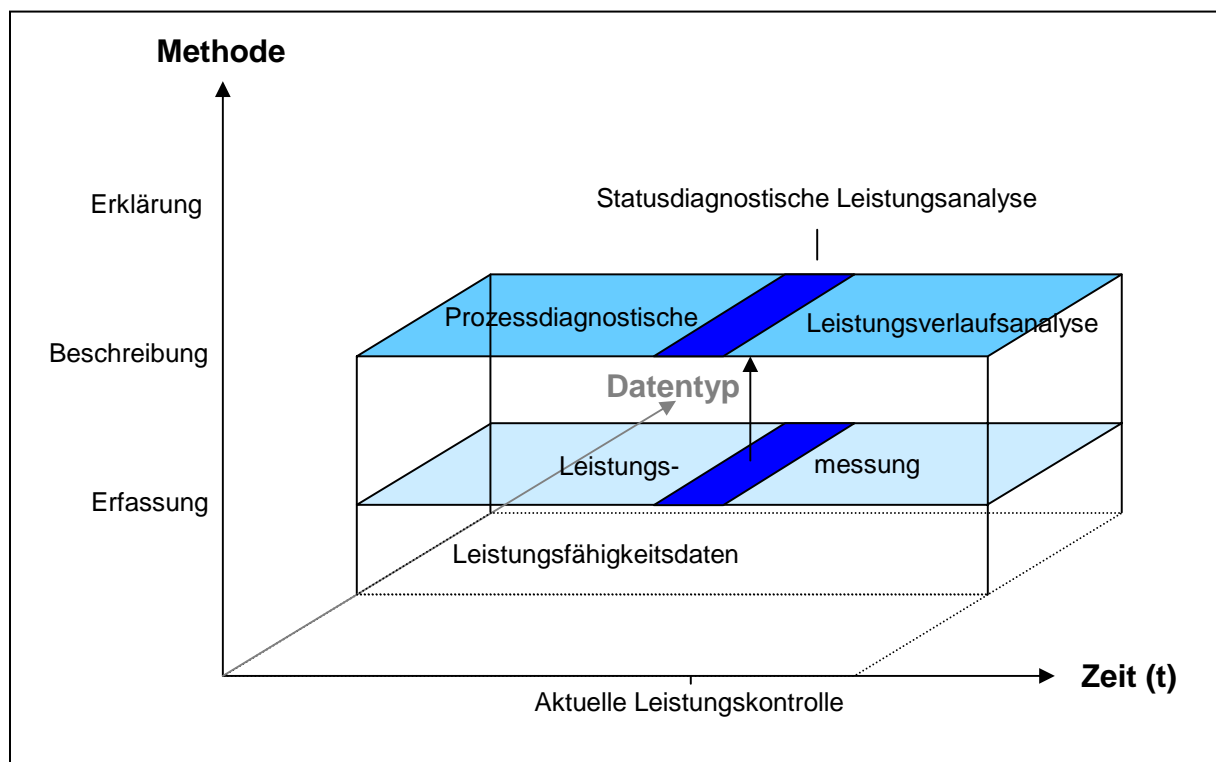 Methode
Erklärung
Statusdiagnostische Leistungsanalyse
Prozessdiagnostische
Leistungsverlaufsanalyse
Beschreibung
Datentyp
Leistungs-
messung
Erfassung
Leistungsfähigkeitsdaten
Zeit (t)
Aktuelle Leistungskontrolle